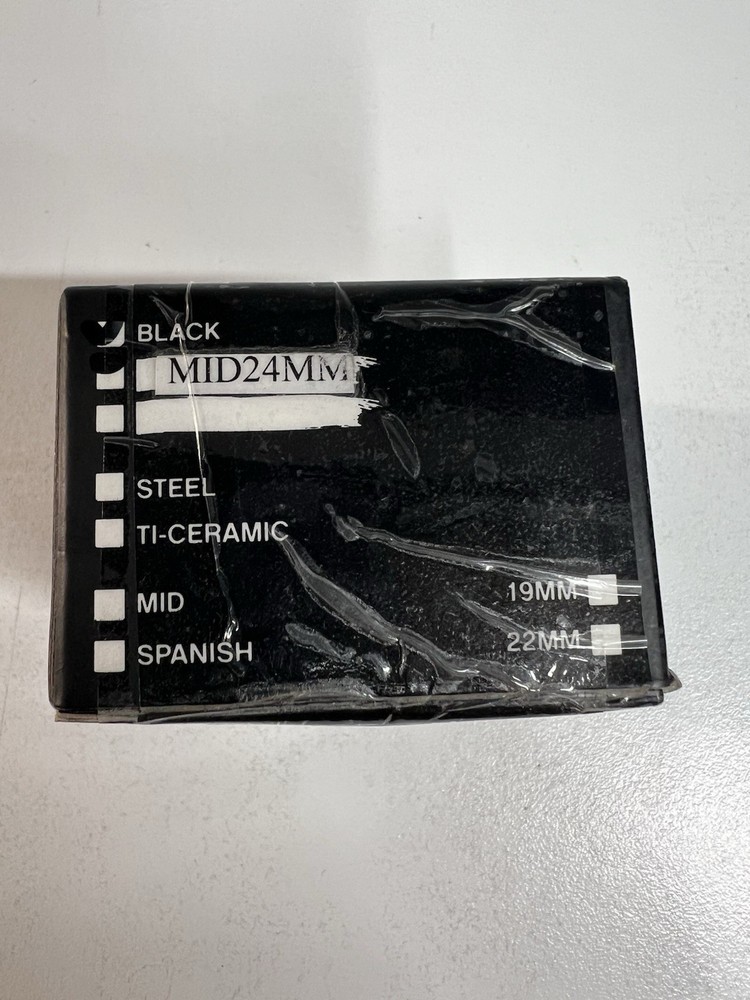 BLACK
MID24MM
STEEL
TI-CERAMIC
MID
19MM
SPANISH
22MM